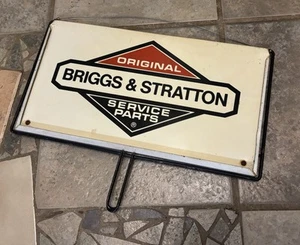 ORIGINAL
BRIGGS & STRATTON
SERVICE
PARTS
®